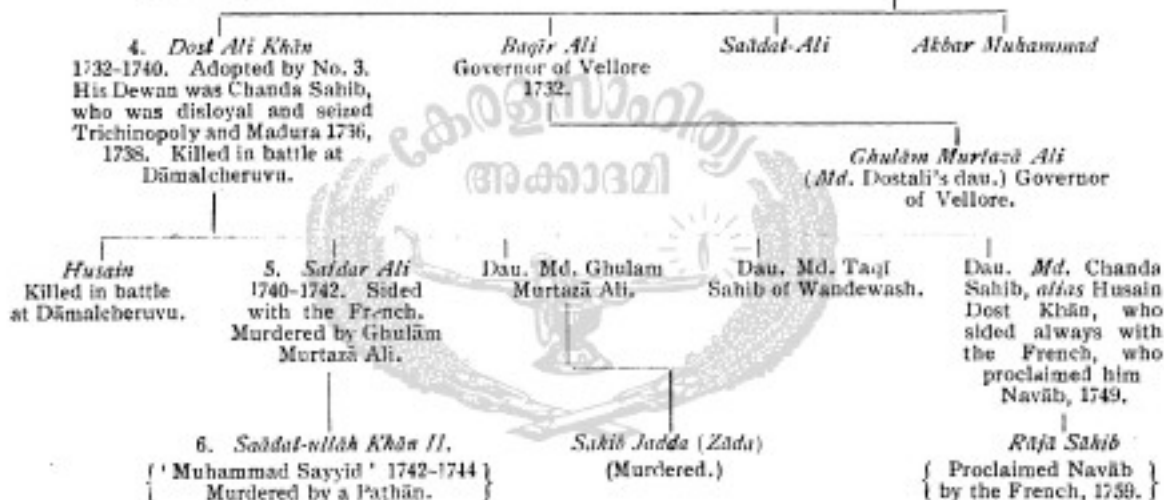 4. Dost Ali Khān
1732-1740. Adopted by No. 3.
His Dewan was Chanda Sahib,
who was disloyal and seized
Trichinopoly and Madura 1736,
1738. Killed in battle at
Dāmalcheruvu.
Baqīr Ali
Governor of Vellore
1732.
Saādat-Ali
Akbar Muhammad
Ghulām Murtazā Ali
(Md. Dostali's dau.) Governor
of Vellore.
കേരളസാഹിത്യ
അക്കാദമി
Husain
Killed in battle
at Dāmalcheruvu.
5. Safdar Ali
1740-1742. Sided
with the French.
Murdered by Ghulām
Murtazā Ali.
Dau. Md. Ghulam
Murtazā Ali.
Dau. Md. Taqī
Sahib of Wandewash.
Dau. Md. Chanda
Sahib, alias Husain
Dost Khān, who
sided always with
the French, who
proclaimed him
Navāb, 1749.
6. Saādat-ullāh Khān II.
'Muhammad Sayyid' 1742-1744
Murdered by a Pathān.
Sahib Jadda (Zāda)
(Murdered.)
Rājā Sāhib
Proclaimed Navāb
by the French, 1759.